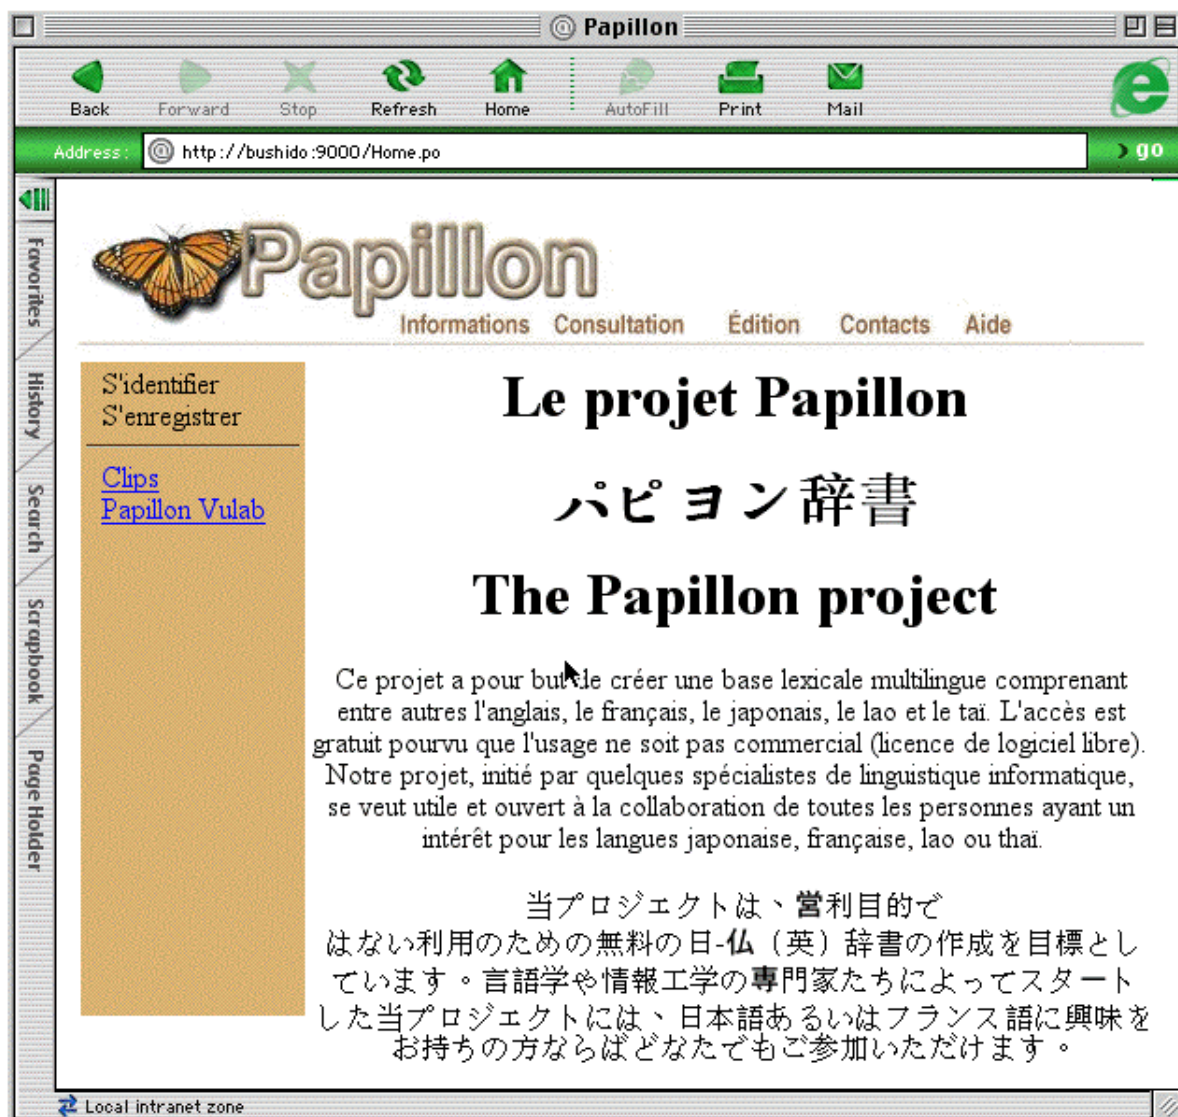 Papillon
Back Forward Stop Refresh Home AutoFill Print Mail
Address: http://bushido:9000/Home.po go
Favorites
History
Search
Scrapbook
Page Holder
Papillon
Informations Consultation Édition Contacts Aide
S'identifier
S'enregistrer
Clips
Papillon Vulab
Le projet Papillon
パピヨン辞書
The Papillon project
Ce projet a pour but de créer une base lexicale multilingue comprenant
entre autres l'anglais, le français, le japonais, le lao et le taï. L'accès est
gratuit pourvu que l'usage ne soit pas commercial (licence de logiciel libre).
Notre projet, initié par quelques spécialistes de linguistique informatique,
se veut utile et ouvert à la collaboration de toutes les personnes ayant un
intérêt pour les langues japonaise, française, lao ou thaï.
当プロジェクトは、営利目的で
はない利用のための無料の日-仏（英）辞書の作成を目標とし
ています。言語学や情報工学の専門家たちによってスタート
した当プロジェクトには、日本語あるいはフランス語に興味を
お持ちの方ならばどなたでもご参加いただけます。
Local intranet zone